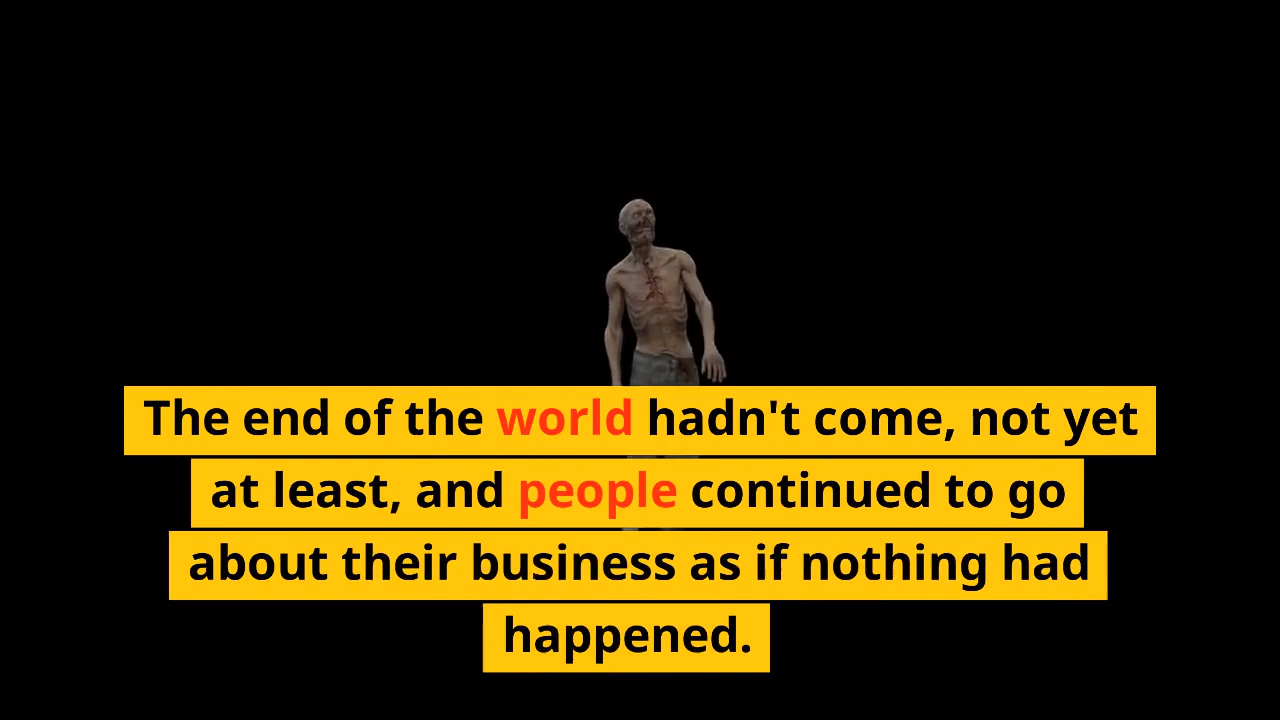 The end of the world hadn't come, not yet
at least, and people continued to go
about their business as if nothing had
happened.